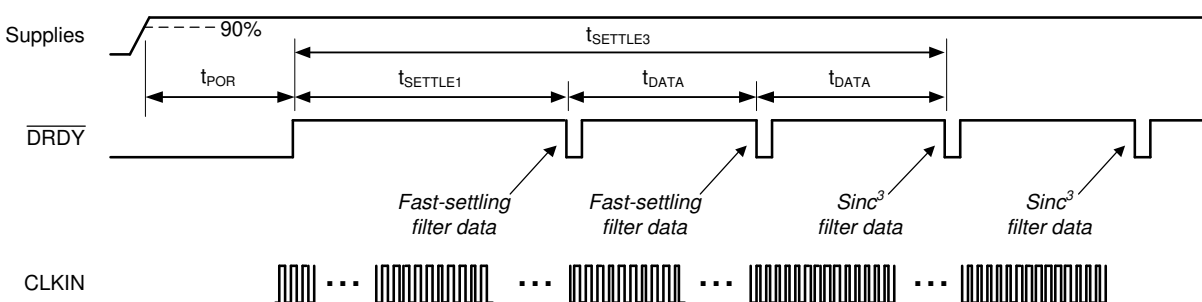 Supplies
90%
tSETTLE3
tPOR
tSETTLE1
tDATA
tDATA
DRDY
Fast-settling
filter data
Fast-settling
filter data
Sinc³
filter data
Sinc³
filter data
CLKIN
... ... ... ...